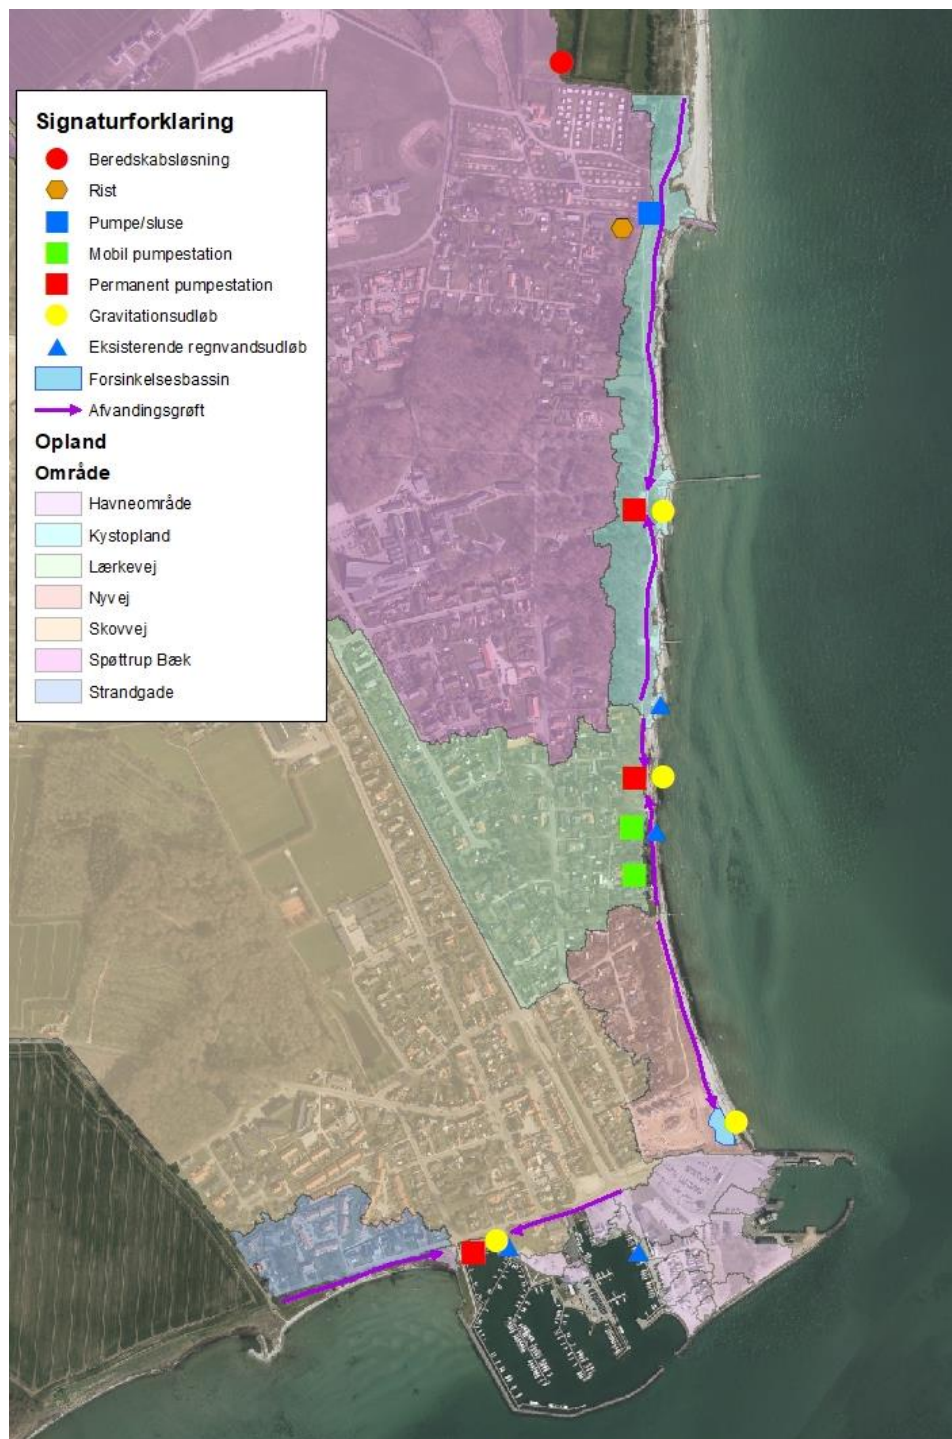 Signaturforklaring
Beredskabsløsning
Rist
Pumpe/sluse
Mobil pumpestation
Permanent pumpestation
Gravitationsudløb
Eksisterende regnvandsudløb
Forsinkelsesbassin
Afvandingsgrøft
Opland
Område
Havneområde
Kystopland
Lærkevej
Nyvej
Skovvej
Spøttrup Bæk
Strandgade